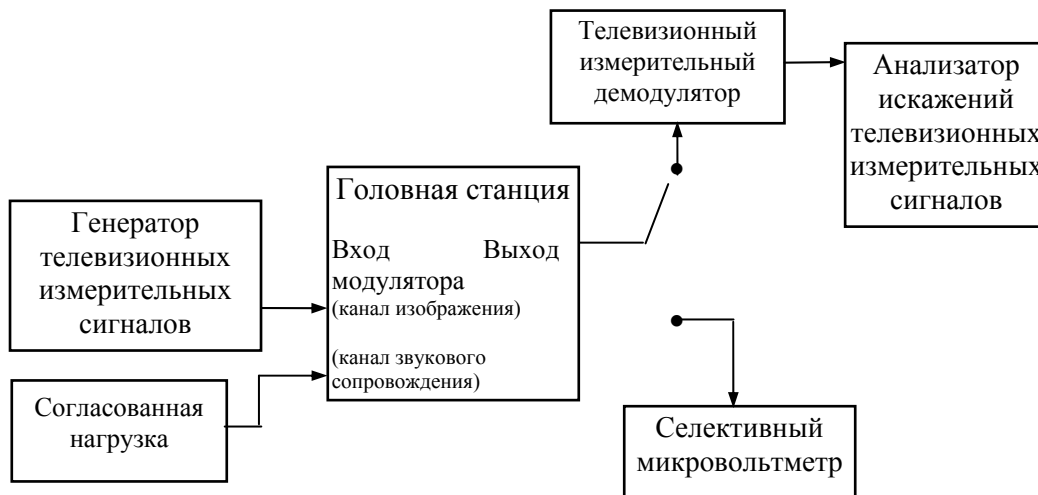 Телевизионный
измерительный
демодулятор
Анализатор
искажений
телевизионных
измерительных
сигналов
Головная станция
Вход Выход
модулятора
(канал изображения)
(канал звукового
сопровождения)
Генератор
телевизионных
измерительных
сигналов
Согласованная
нагрузка
Селективный
микровольтметр